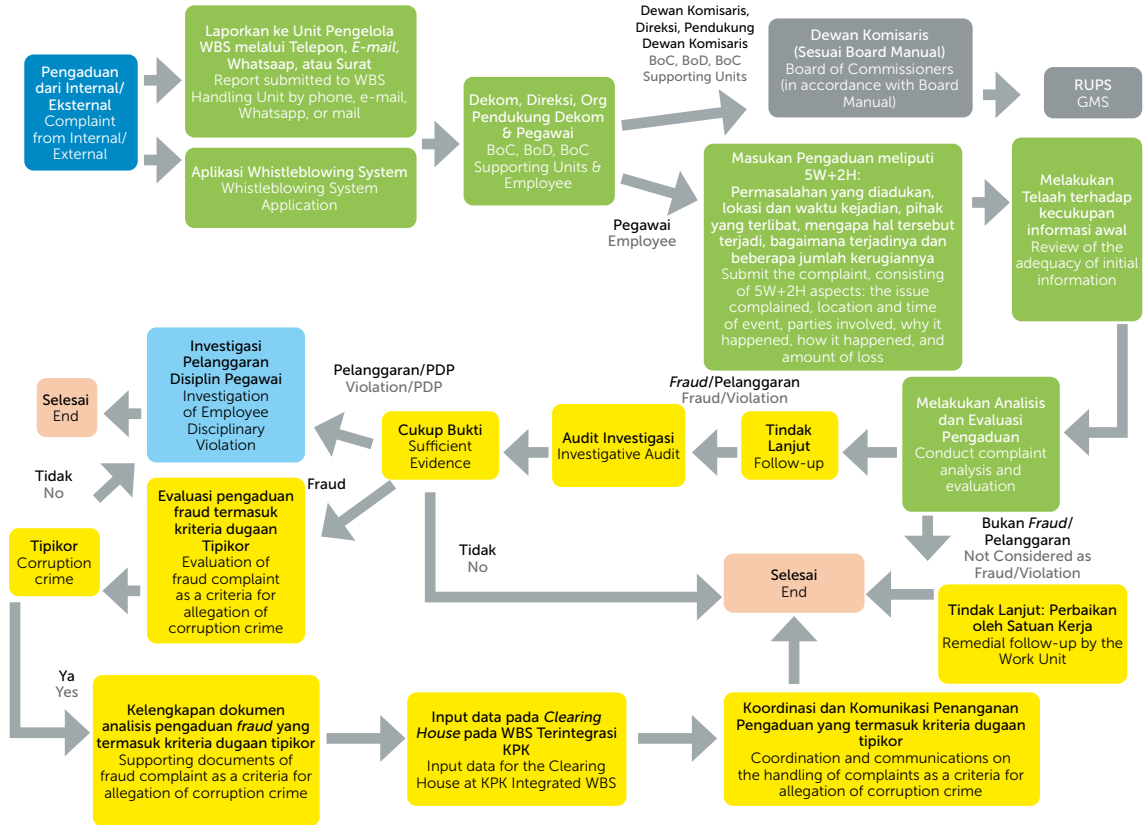 Pengaduan
dari Internal/
Eksternal
Complaint
from Internal/
External
Laporkan ke Unit Pengelola
WBS melalui Telepon, E-mail,
Whatsaap, atau Surat
Report submitted to WBS
Handling Unit by phone, e-mail,
Whatsapp, or mail
Aplikasi Whistleblowing System
Whistleblowing System
Application
Dekom, Direksi, Org
Pendukung Dekom
& Pegawai
BoC, BoD, BoC
Supporting Units &
Employee
Dewan Komisaris,
Direksi, Pendukung
Dewan Komisaris
BoC, BoD, BoC
Supporting Units
Dewan Komisaris
(Sesuai Board Manual)
Board of Commissioners
(in accordance with Board
Manual)
RUPS
GMS
Pegawai
Employee
Masukan Pengaduan meliputi
5W+2H:
Permasalahan yang diadukan,
lokasi dan waktu kejadian, pihak
yang terlibat, mengapa hal tersebut
terjadi, bagaimana terjadinya dan
beberapa jumlah kerugiannya
Submit the complaint, consisting
of 5W+2H aspects: the issue
complained, location and time
of event, parties involved, why it
happened, how it happened, and
amount of loss
Melakukan
Telaah terhadap
kecukupan
informasi awal
Review of the
adequacy of initial
information
Melakukan Analisis
dan Evaluasi
Pengaduan
Conduct complaint
analysis and
evaluation
Tindak
Lanjut
Follow-up
Fraud/Pelanggaran
Fraud/Violation
Audit Investigasi
Investigative Audit
Cukup Bukti
Sufficient
Evidence
Pelanggaran/PDP
Violation/PDP
Investigasi
Pelanggaran
Disiplin Pegawai
Investigation
of Employee
Disciplinary
Violation
Selesai
End
Tidak
No
Fraud
Evaluasi pengaduan
fraud termasuk
kriteria dugaan
Tipikor
Evaluation of
fraud complaint
as a criteria for
allegation of
corruption crime
Tipikor
Corruption
crime
Tidak
No
Selesai
End
Bukan Fraud/
Pelanggaran
Not Considered as
Fraud/Violation
Tindak Lanjut: Perbaikan
oleh Satuan Kerja
Remedial follow-up by the
Work Unit
Ya
Yes
Kelengkapan dokumen
analisis pengaduan fraud yang
termasuk kriteria dugaan tipikor
Supporting documents of
fraud complaint as a criteria for
allegation of corruption crime
Input data pada Clearing
House pada WBS Terintegrasi
KPK
Input data for the Clearing
House at KPK Integrated WBS
Koordinasi dan Komunikasi Penanganan
Pengaduan yang termasuk kriteria dugaan
tipikor
Coordination and communications on
the handling of complaints as a criteria for
allegation of corruption crime